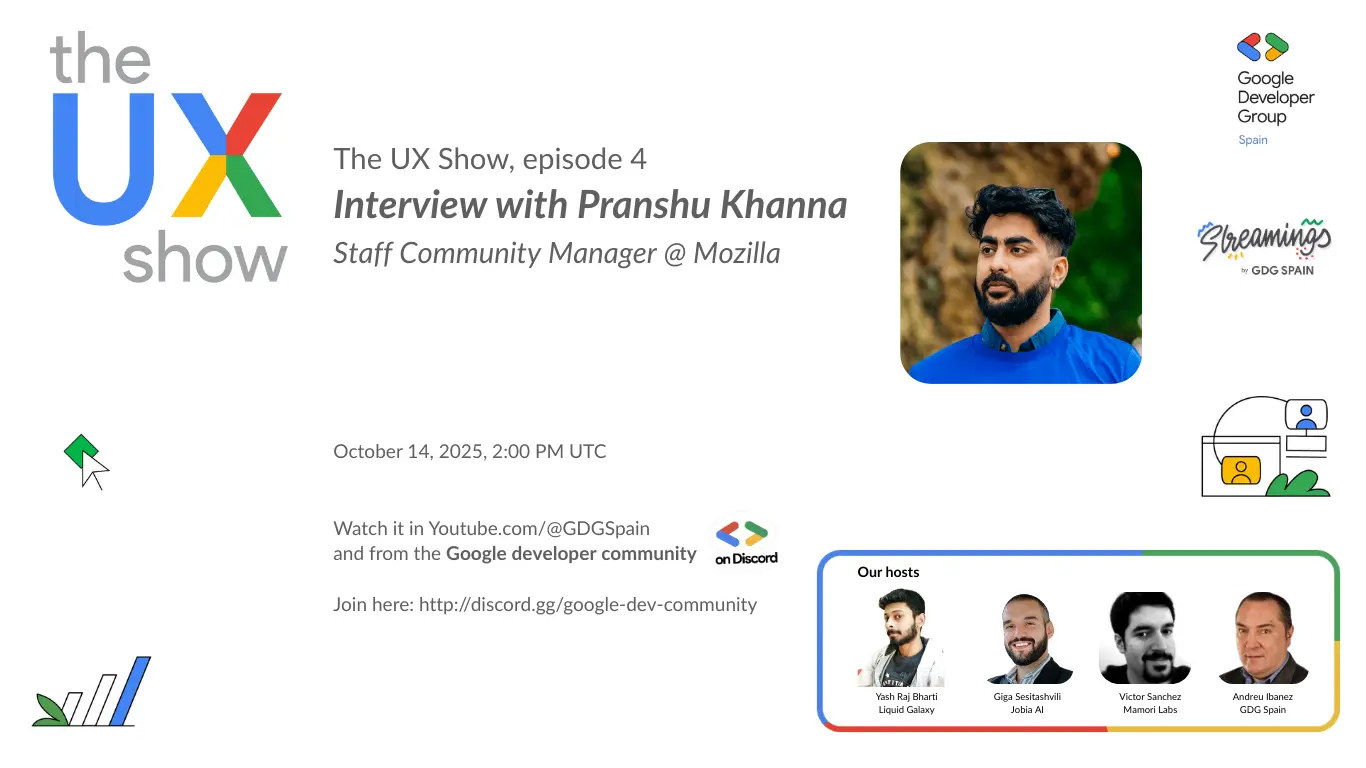 the
UX
show
The UX Show, episode 4
Interview with Pranshu Khanna
Staff Community Manager @ Mozilla
Google
Developer
Group
Spain
Streamings
by GDG SPAIN
October 14, 2025, 2:00 PM UTC
Watch it in Youtube.com/@GDGSpain
and from the Google developer community
on Discord
Join here: http://discord.gg/google-dev-community
Our hosts
Yash Raj Bharti
Liquid Galaxy
Giga Sesitashvili
Jobia AI
Victor Sanchez
Mamori Labs
Andreu Ibanez
GDG Spain